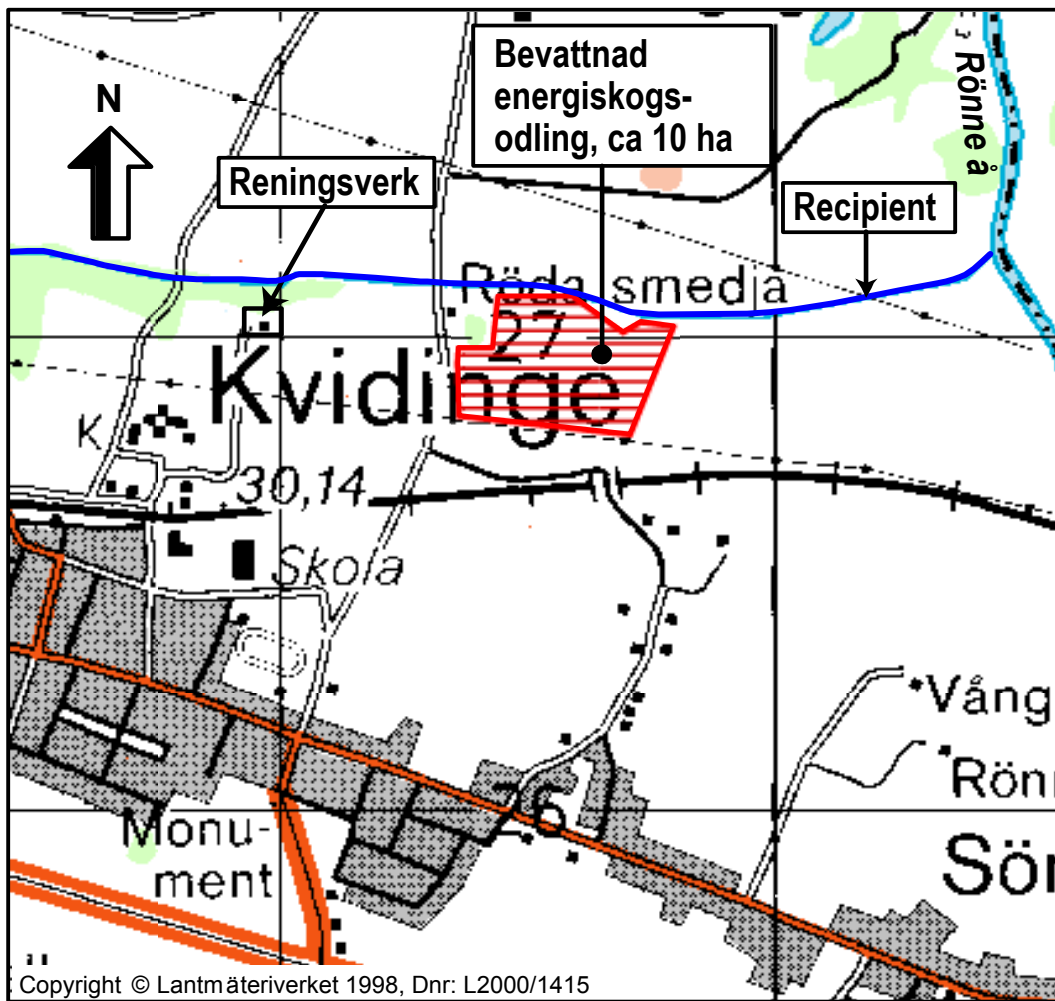 Bevattnad
energiskogs-
odling, ca 10 ha
N
Rönne å
Reningsverk
Recipient
Röda smedja
27
Kvidinge
K
30,14
Skola
Vång
Rönn
26
Monu-
ment
Sör
Copyright © Lantmäteriverket 1998, Dnr: L2000/1415